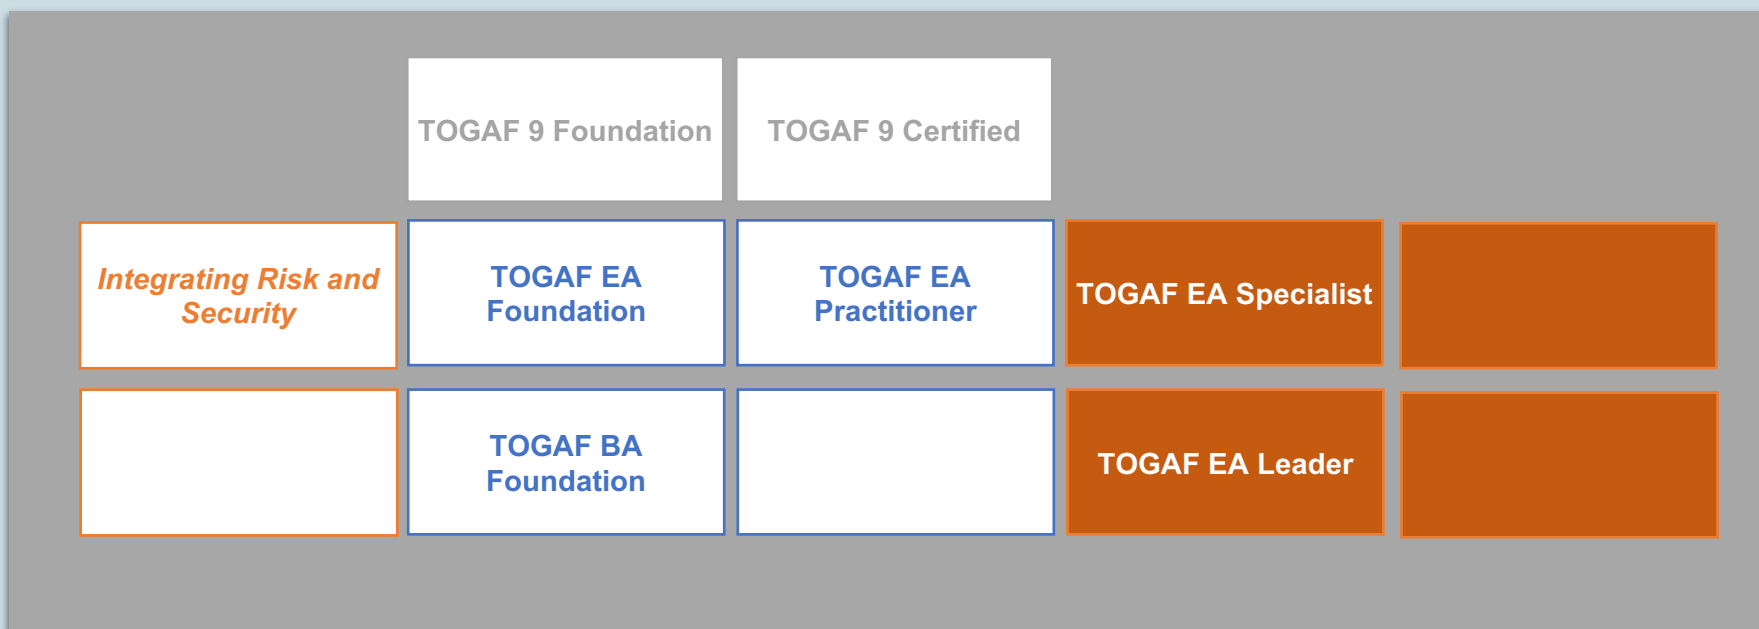 TOGAF 9 Foundation
TOGAF 9 Certified
Integrating Risk and
Security
TOGAF EA
Foundation
TOGAF EA
Practitioner
TOGAF EA Specialist
TOGAF BA
Foundation
TOGAF EA Leader